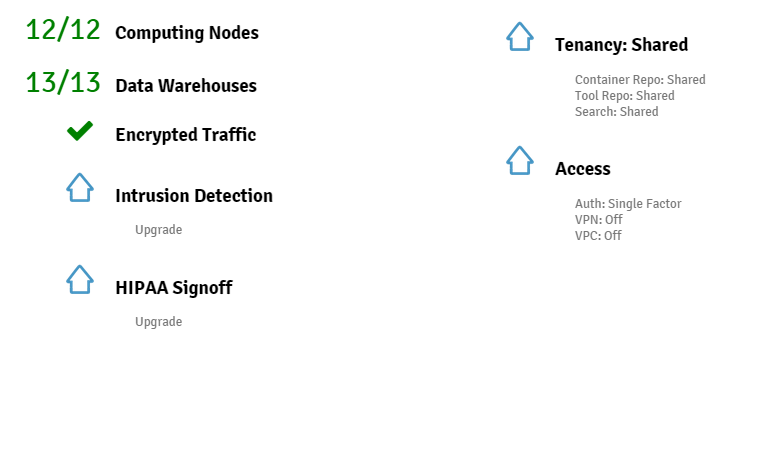 12/12 Computing Nodes
13/13 Data Warehouses
Encrypted Traffic
Intrusion Detection
Upgrade
HIPAA Signoff
Upgrade
Tenancy: Shared
Container Repo: Shared
Tool Repo: Shared
Search: Shared
Access
Auth: Single Factor
VPN: Off
VPC: Off